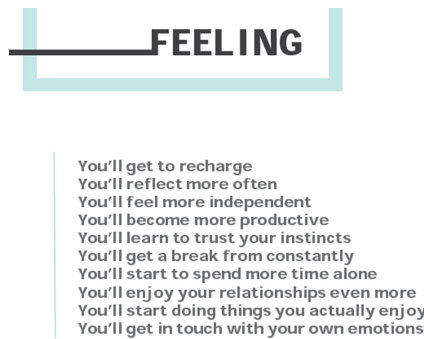 FEELING
You'll get to recharge
You'll reflect more often
You'll feel more independent
You'll become more productive
You'll learn to trust your instincts
You'll get a break from constantly
You'll start to spend more time alone
You'll enjoy your relationships even more
You'll start doing things you actually enjoy
You'll get in touch with your own emotions